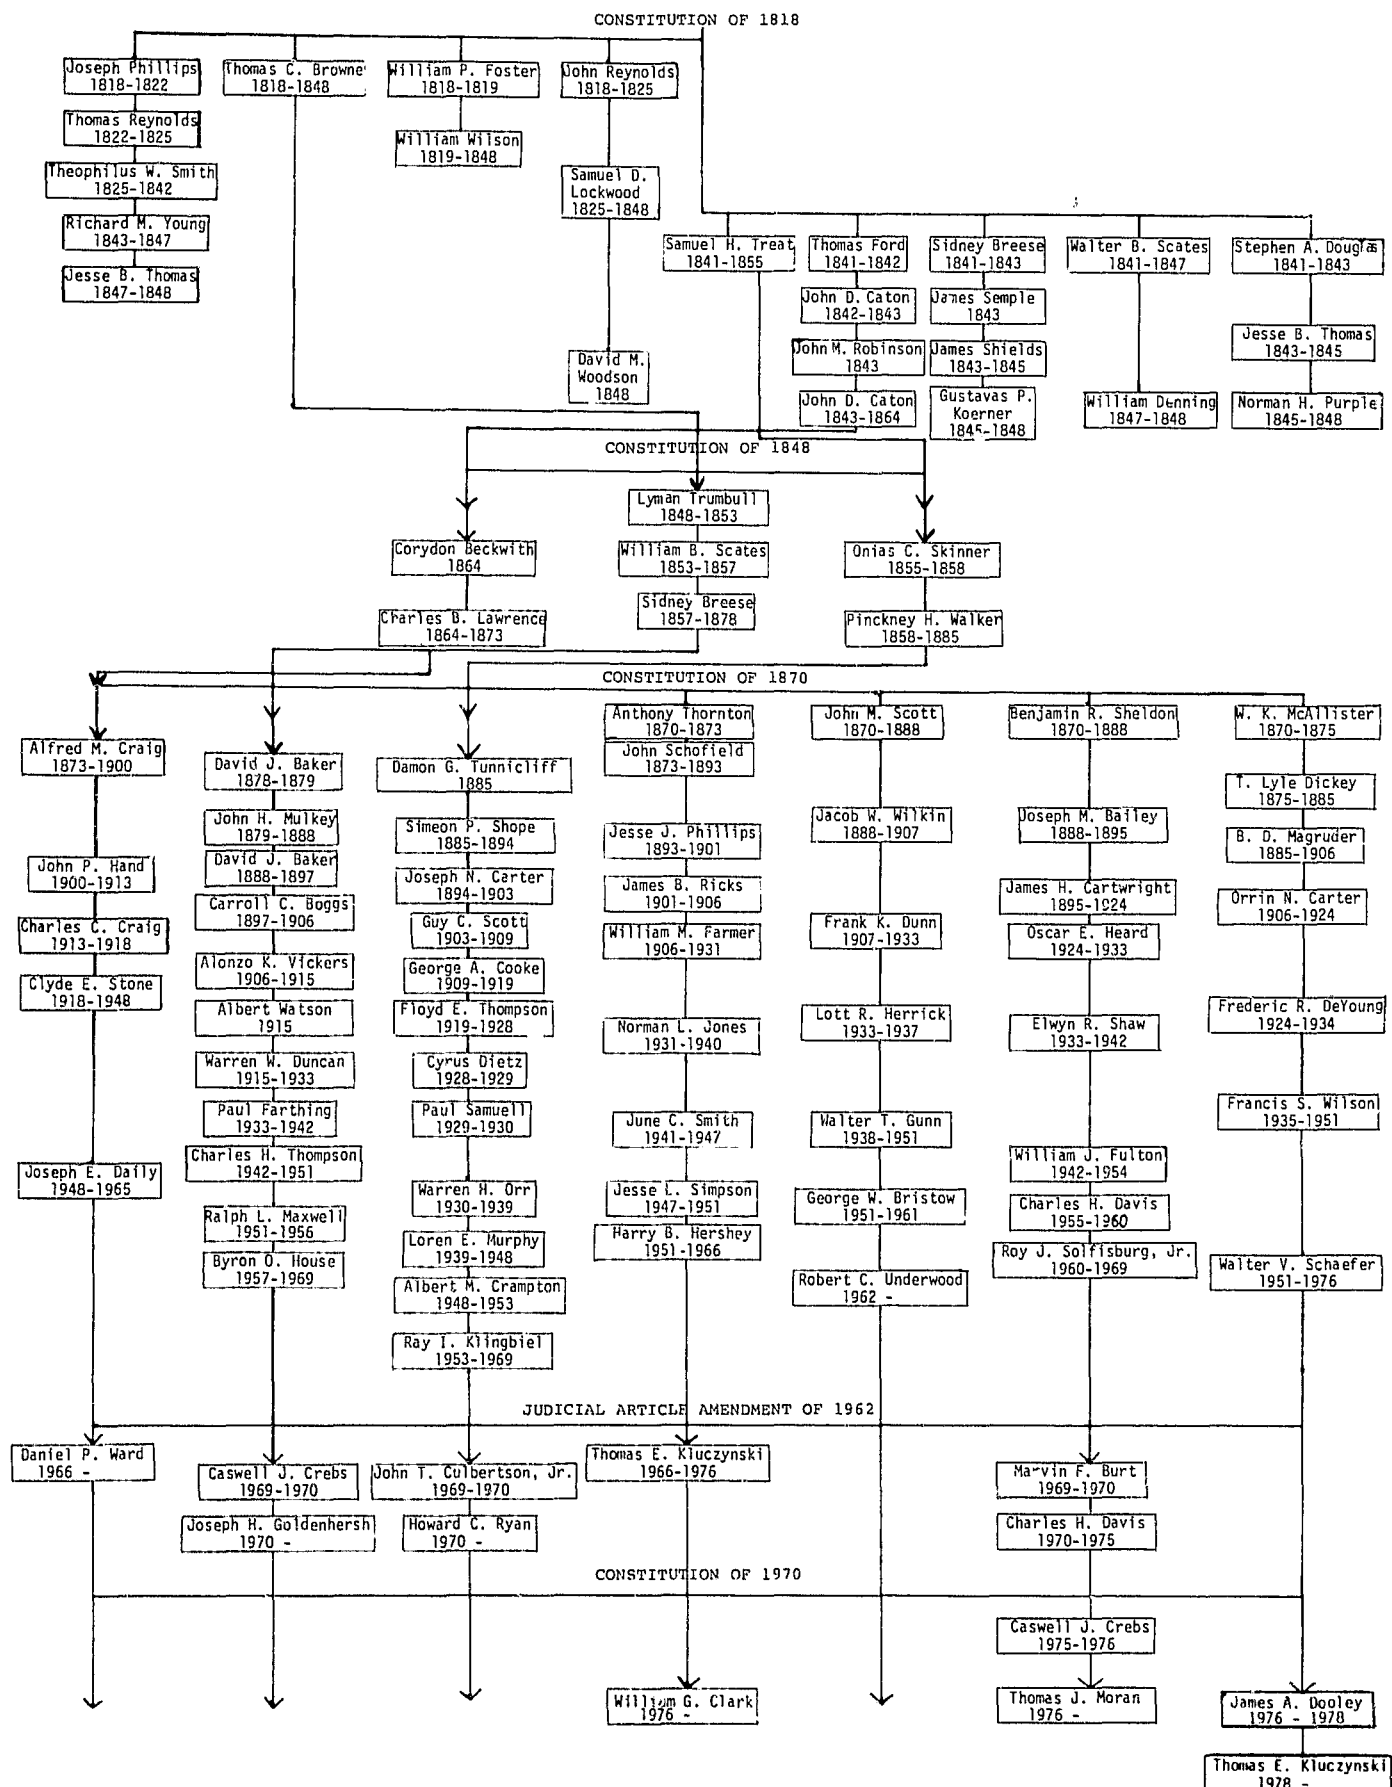 CONSTITUTION OF 1818
Joseph Phillips
1818-1822
Thomas Reynolds
1822-1825
Theophilus W. Smith
1825-1842
Richard M. Young
1843-1847
Jesse B. Thomas
1847-1848
Thomas C. Browne
1818-1848
William P. Foster
1818-1819
William Wilson
1819-1848
John Reynolds
1818-1825
Samuel D.
Lockwood
1825-1848
David M.
Woodson
1848
Samuel H. Treat
1841-1855
Thomas Ford
1841-1842
John D. Caton
1842-1843
John M. Robinson
1843
John D. Caton
1843-1864
Sidney Breese
1841-1843
James Semple
1843
James Shields
1843-1845
Gustavas P.
Koerner
1845-1848
Walter B. Scates
1841-1847
William Denning
1847-1848
Stephen A. Douglas
1841-1843
Jesse B. Thomas
1843-1845
Norman H. Purple
1845-1848
CONSTITUTION OF 1848
Corydon Beckwith
1864
Charles B. Lawrence
1864-1873
Lyman Trumbull
1848-1853
William B. Scates
1853-1857
Sidney Breese
1857-1878
Onias C. Skinner
1855-1858
Pinckney H. Walker
1858-1885
CONSTITUTION OF 1870
Alfred M. Craig
1873-1900
John P. Hand
1900-1913
Charles C. Craig
1913-1918
Clyde E. Stone
1918-1948
Joseph E. Daily
1948-1965
David J. Baker
1878-1879
John H. Mulkey
1879-1888
David J. Baker
1888-1897
Carroll C. Boggs
1897-1906
Alonzo K. Vickers
1906-1915
Albert Watson
1915
Warren W. Duncan
1915-1933
Paul Farthing
1933-1942
Charles H. Thompson
1942-1951
Ralph L. Maxwell
1951-1956
Byron O. House
1957-1969
Damon G. Tunnicliff
1885
Simeon P. Shope
1885-1894
Joseph N. Carter
1894-1903
Guy C. Scott
1903-1909
George A. Cooke
1909-1919
Floyd E. Thompson
1919-1928
Cyrus Dietz
1928-1929
Paul Samuell
1929-1930
Warren H. Orr
1930-1939
Loren E. Murphy
1939-1948
Albert M. Crampton
1948-1953
Ray I. Klingbiel
1953-1969
Anthony Thornton
1870-1873
John Schofield
1873-1893
Jesse J. Phillips
1893-1901
James B. Ricks
1901-1906
William M. Farmer
1906-1931
Norman L. Jones
1931-1940
June C. Smith
1941-1947
Jesse L. Simpson
1947-1951
Harry B. Hershey
1951-1966
John M. Scott
1870-1888
Jacob W. Wilkin
1888-1907
Frank K. Dunn
1907-1933
Lott R. Herrick
1933-1937
Walter T. Gunn
1938-1951
George W. Bristow
1951-1961
Robert C. Underwood
1962 -
Benjamin R. Sheldon
1870-1888
Joseph M. Bailey
1888-1895
James H. Cartwright
1895-1924
Oscar E. Heard
1924-1933
Elwyn R. Shaw
1933-1942
William J. Fulton
1942-1954
Charles H. Davis
1955-1960
Roy J. Solfisburg, Jr.
1960-1969
W. K. McAllister
1870-1875
T. Lyle Dickey
1875-1885
B. D. Magruder
1885-1906
Orrin N. Carter
1906-1924
Frederic R. DeYoung
1924-1934
Francis S. Wilson
1935-1951
Walter V. Schaefer
1951-1976
JUDICIAL ARTICLE AMENDMENT OF 1962
Daniel P. Ward
1966 -
Caswell J. Crebs
1969-1970
Joseph H. Goldenhersh
1970 -
John T. Culbertson, Jr.
1969-1970
Howard C. Ryan
1970 -
Thomas E. Kluczynski
1966-1976
Marvin F. Burt
1969-1970
Charles H. Davis
1970-1975
CONSTITUTION OF 1970
William G. Clark
1976 -
Caswell J. Crebs
1975-1976
Thomas J. Moran
1976 -
James A. Dooley
1976 - 1978
Thomas E. Kluczynski
1978 -